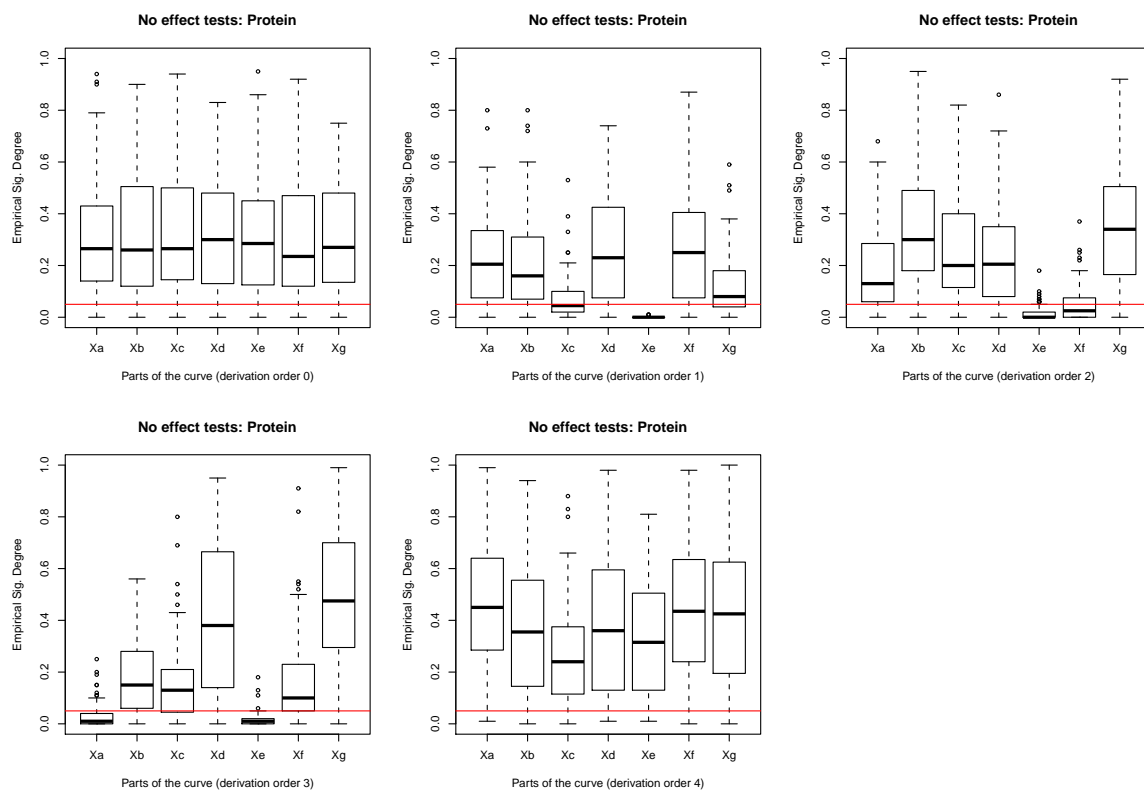 No effect tests: Protein
Empirical Sig. Degree
0.0 0.2 0.4 0.6 0.8 1.0
Xa Xb Xc Xd Xe Xf Xg
Parts of the curve (derivation order 0)
No effect tests: Protein
Empirical Sig. Degree
0.0 0.2 0.4 0.6 0.8 1.0
Xa Xb Xc Xd Xe Xf Xg
Parts of the curve (derivation order 1)
No effect tests: Protein
Empirical Sig. Degree
0.0 0.2 0.4 0.6 0.8 1.0
Xa Xb Xc Xd Xe Xf Xg
Parts of the curve (derivation order 2)
No effect tests: Protein
Empirical Sig. Degree
0.0 0.2 0.4 0.6 0.8 1.0
Xa Xb Xc Xd Xe Xf Xg
Parts of the curve (derivation order 3)
No effect tests: Protein
Empirical Sig. Degree
0.0 0.2 0.4 0.6 0.8 1.0
Xa Xb Xc Xd Xe Xf Xg
Parts of the curve (derivation order 4)